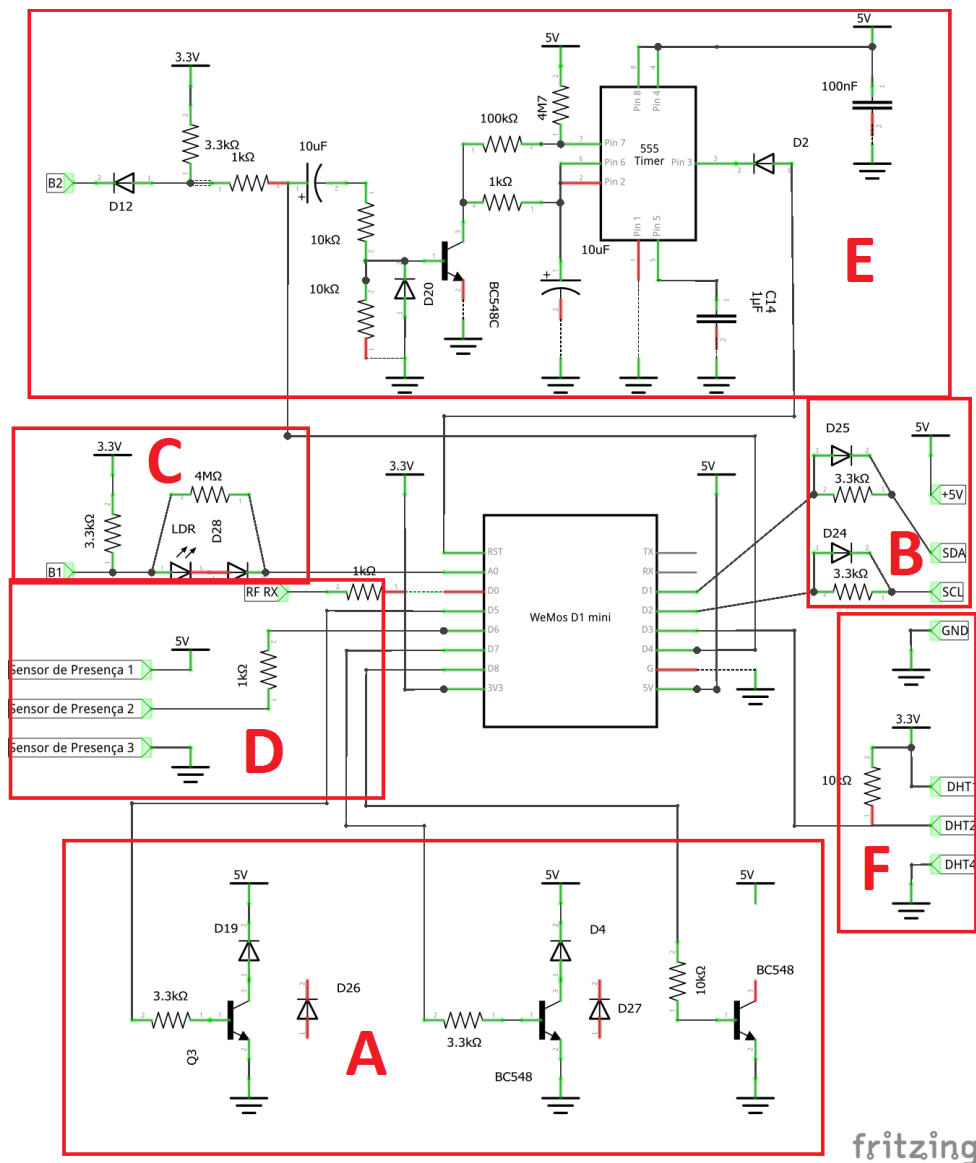 5V
3.3V
5V
100nF
3.3kΩ
1kΩ
10uF
100kΩ
4M7
Pin 8
Pin 4
555
Timer
Pin 7
Pin 6
Pin 2
Pin 3
Pin 1
Pin 5
D2
B2
D12
1kΩ
10kΩ
10kΩ
D20
BC548C
10uF
C14
1µF
E
C
3.3V
4MΩ
3.3kΩ
LDR
D28
B1
3.3V
5V
D25
5V
3.3kΩ
+5V
D24
SDA
B
3.3kΩ
SCL
RF RX
1kΩ
RST
A0
D0
D5
D6
D7
D8
3V3
WeMos D1 mini
TX
RX
D1
D2
D3
D4
G
5V
5V
Sensor de Presença 1
1kΩ
Sensor de Presença 2
Sensor de Presença 3
D
GND
3.3V
10kΩ
DHT1
DHT2
F
DHT4
5V
D19
3.3kΩ
Q3
D26
A
5V
D4
3.3kΩ
BC548
D27
5V
10kΩ
BC548
fritzing